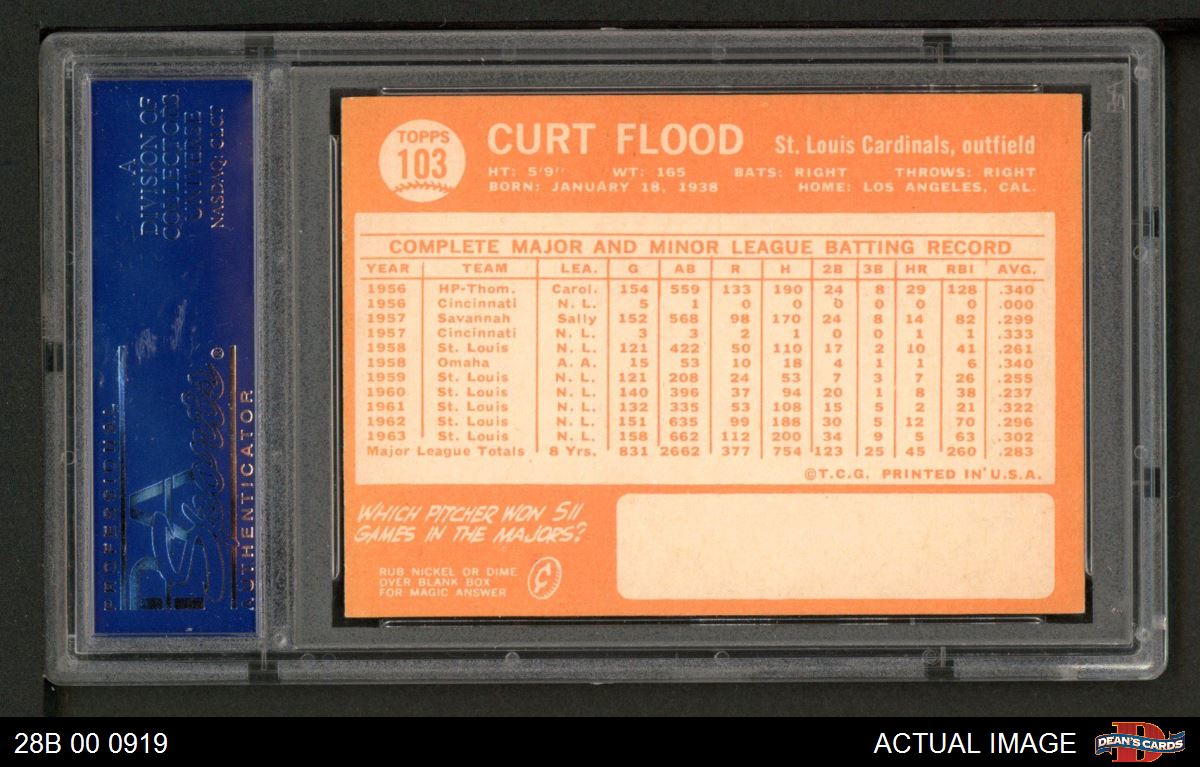 A
DIVISION OF
COLLECTORS
UNIVERSE
NASDAQ: CLCT
PROFESSIONAL
PSA
Sports®
AUTHENTICATOR
TOPPS
103
CURT FLOOD St. Louis Cardinals, outfield
HT: 5'9" WT: 165 BATS: RIGHT THROWS: RIGHT
BORN: JANUARY 18, 1938 HOME: LOS ANGELES, CAL.
COMPLETE MAJOR AND MINOR LEAGUE BATTING RECORD
YEAR TEAM LEA. G AB R H 2B 3B HR RBI AVG.
1956 HP-Thom. Carol. 154 559 133 190 24 8 29 128 .340
1956 Cincinnati N. L. 5 1 0 0 0 0 0 0 .000
1957 Savannah Sally 152 568 98 170 24 8 14 82 .299
1957 Cincinnati N. L. 3 3 2 1 0 0 1 1 .333
1958 St. Louis N. L. 121 422 50 110 17 2 10 41 .261
1958 Omaha A. A. 15 53 10 18 4 1 1 6 .340
1959 St. Louis N. L. 121 208 24 53 7 3 7 26 .255
1960 St. Louis N. L. 140 396 37 94 20 1 8 38 .237
1961 St. Louis N. L. 132 335 53 108 15 5 2 21 .322
1962 St. Louis N. L. 151 635 99 188 30 5 12 70 .296
1963 St. Louis N. L. 158 662 112 200 34 9 5 63 .302
Major League Totals 8 Yrs. 831 2662 377 754 123 25 45 260 .283
©T.C.G. PRINTED IN U.S.A.
WHICH PITCHER WON 511
GAMES IN THE MAJORS?
RUB NICKEL OR DIME
OVER BLANK BOX
FOR MAGIC ANSWER
28B 00 0919
ACTUAL IMAGE
D
DEAN'S CARDS